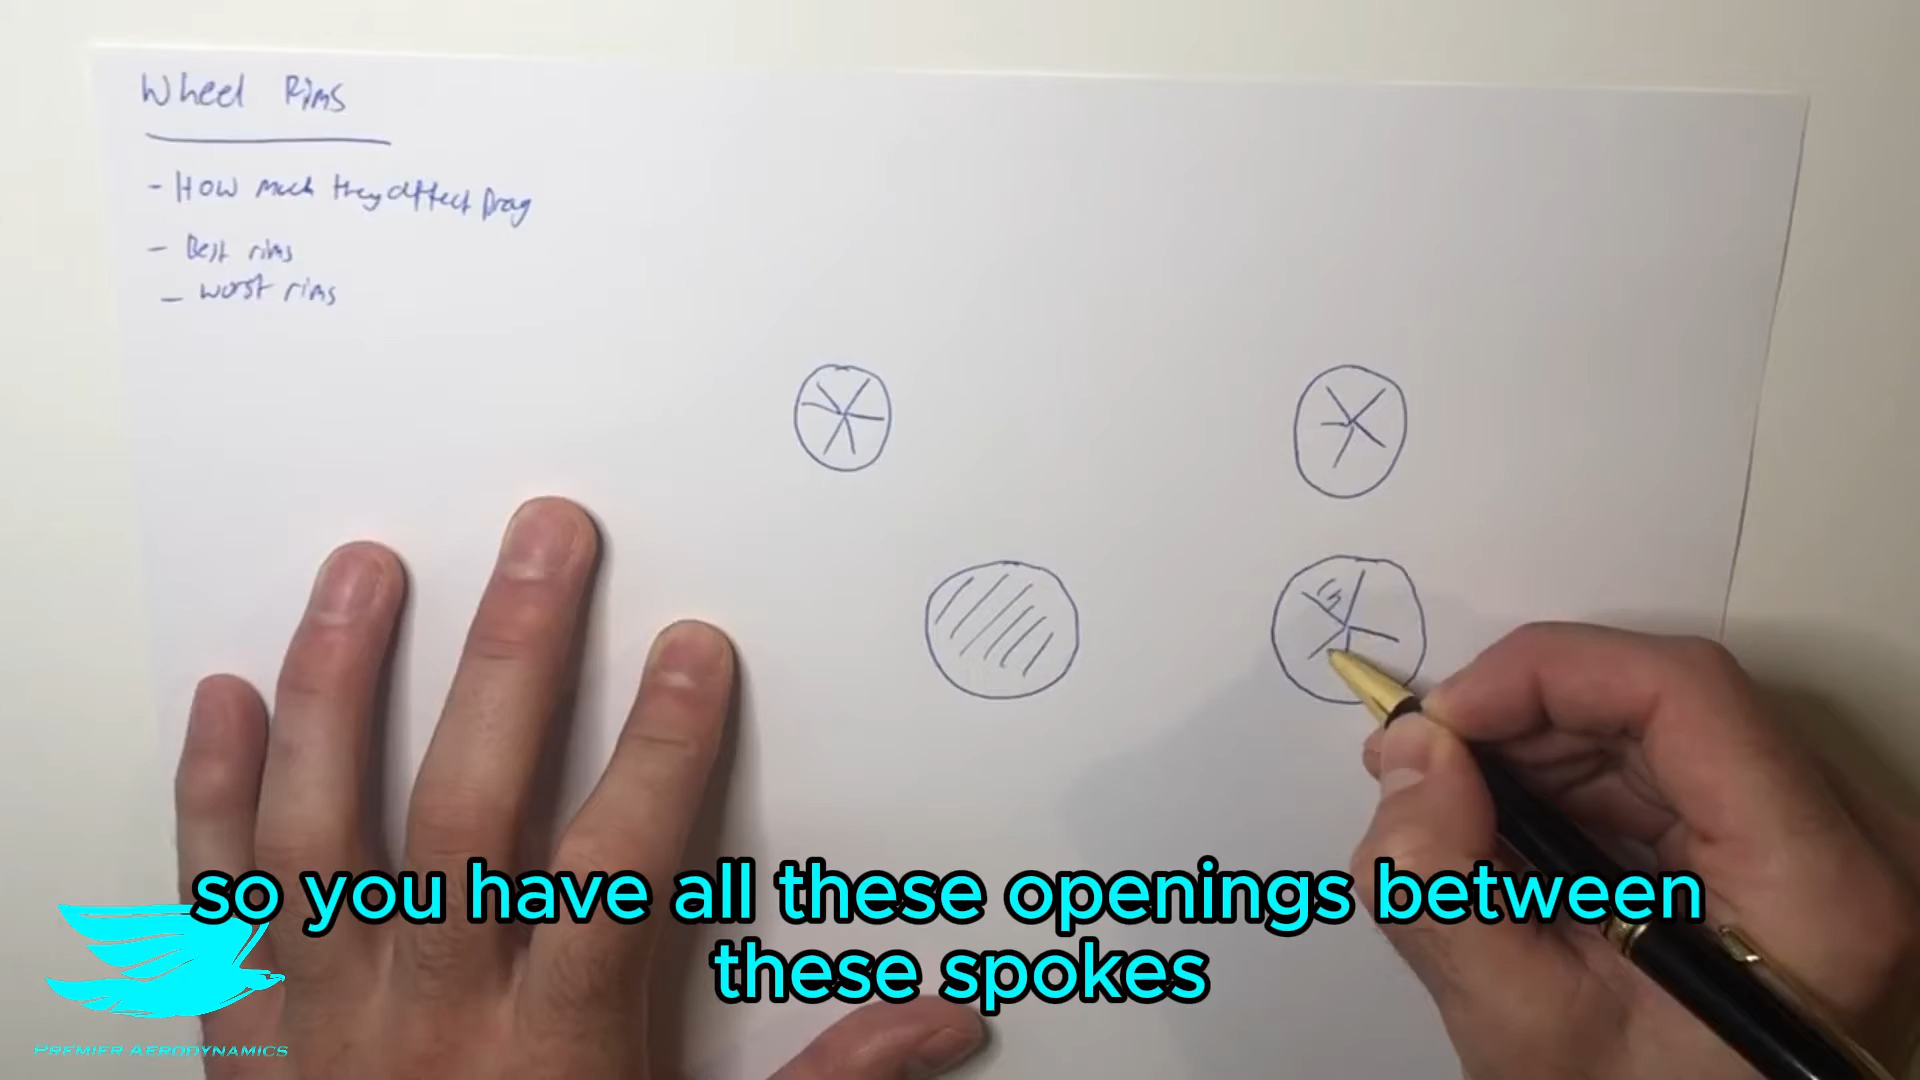 Wheel Rims
- How much they affect Drag
- Best rims
- worst rims
so you have all these openings between
these spokes
PREMIER AERODYNAMICS